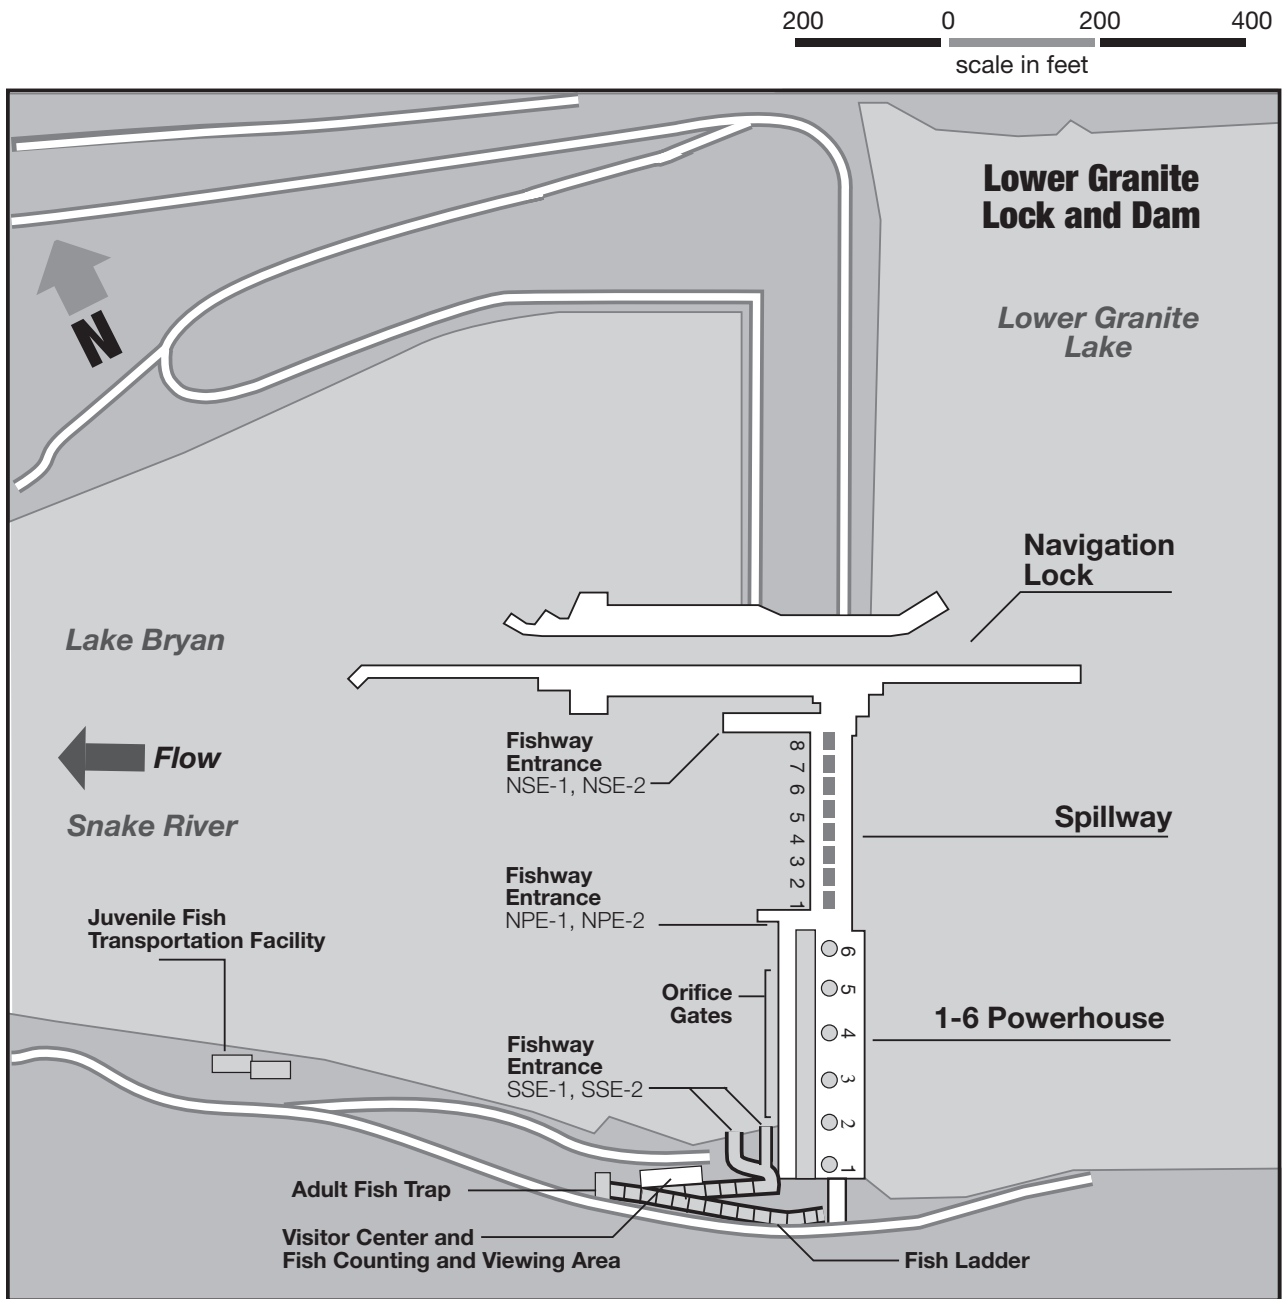 200 0 200 400
scale in feet
Lower Granite
Lock and Dam
Lower Granite
Lake
N
Navigation
Lock
Lake Bryan
Flow
Snake River
Fishway
Entrance
NSE-1, NSE-2
8
7
6
5
4
3
2
1
Spillway
Fishway
Entrance
NPE-1, NPE-2
Juvenile Fish
Transportation Facility
6
5
4
3
2
1
Orifice
Gates
1-6 Powerhouse
Fishway
Entrance
SSE-1, SSE-2
Adult Fish Trap
Visitor Center and
Fish Counting and Viewing Area
Fish Ladder